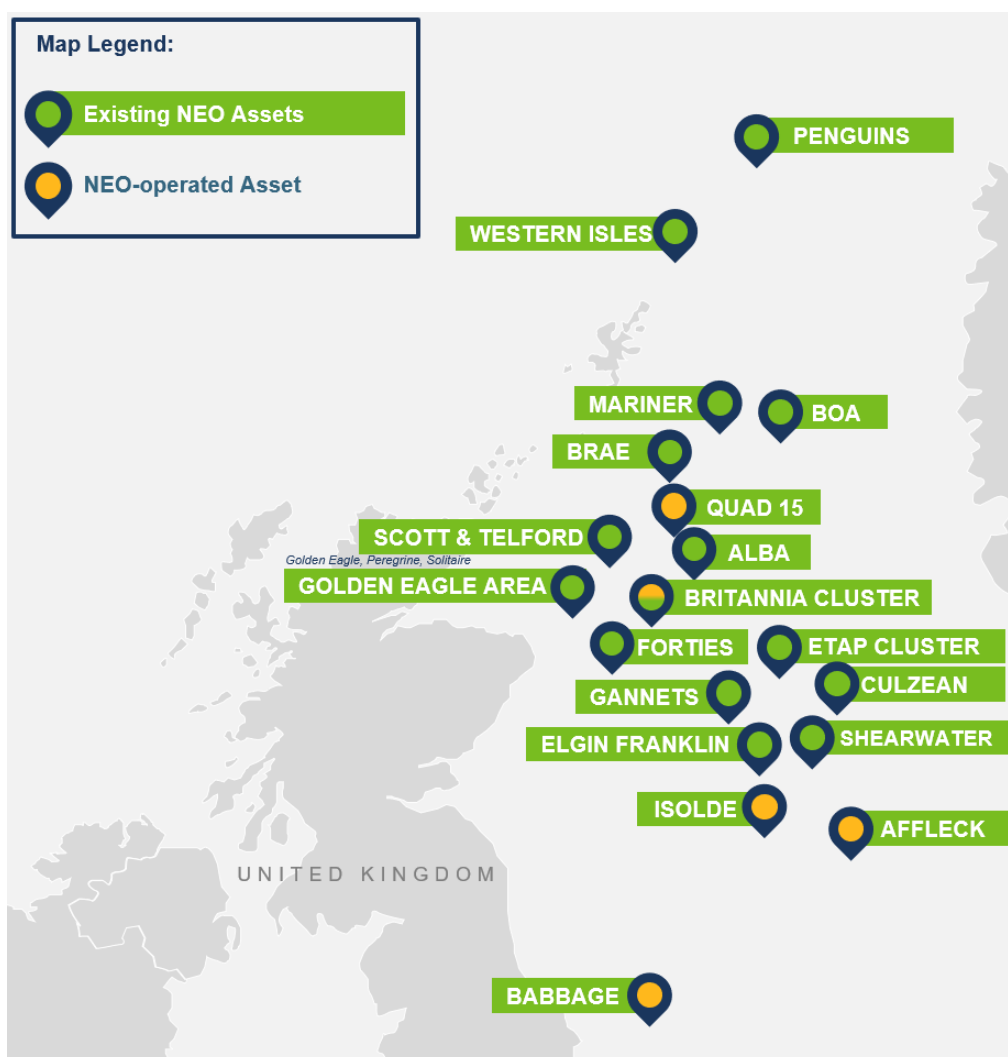 Map Legend:
Existing NEO Assets
NEO-operated Asset
PENGUINS
WESTERN ISLES
MARINER
BOA
BRAE
QUAD 15
SCOTT & TELFORD
ALBA
Golden Eagle, Peregrine, Solitaire
GOLDEN EAGLE AREA
BRITANNIA CLUSTER
FORTIES
ETAP CLUSTER
CULZEAN
GANNETS
SHEARWATER
ELGIN FRANKLIN
ISOLDE
AFFLECK
UNITED KINGDOM
BABBAGE